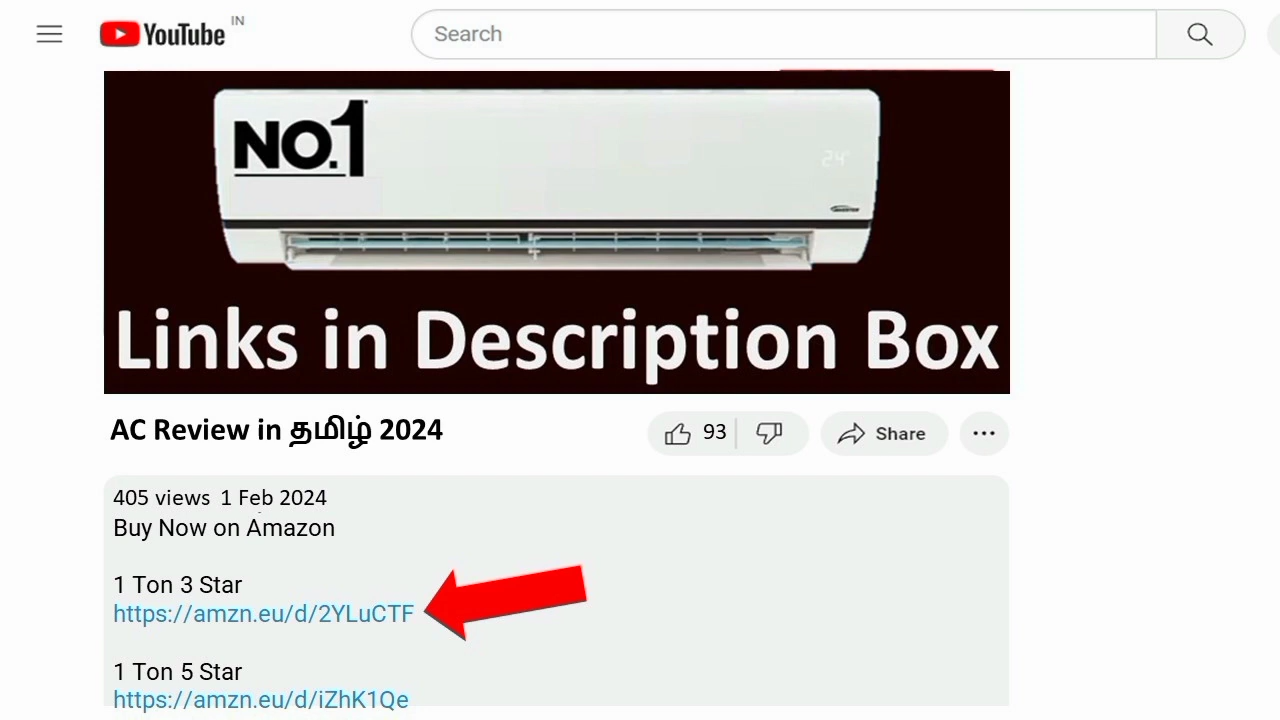 YouTube IN
Search
NO.1
24°
INVERTER
Links in Description Box
AC Review in தமிழ் 2024
93
Share
405 views 1 Feb 2024
Buy Now on Amazon
1 Ton 3 Star
https://amzn.eu/d/2YLuCTF
1 Ton 5 Star
https://amzn.eu/d/iZhK1Qe